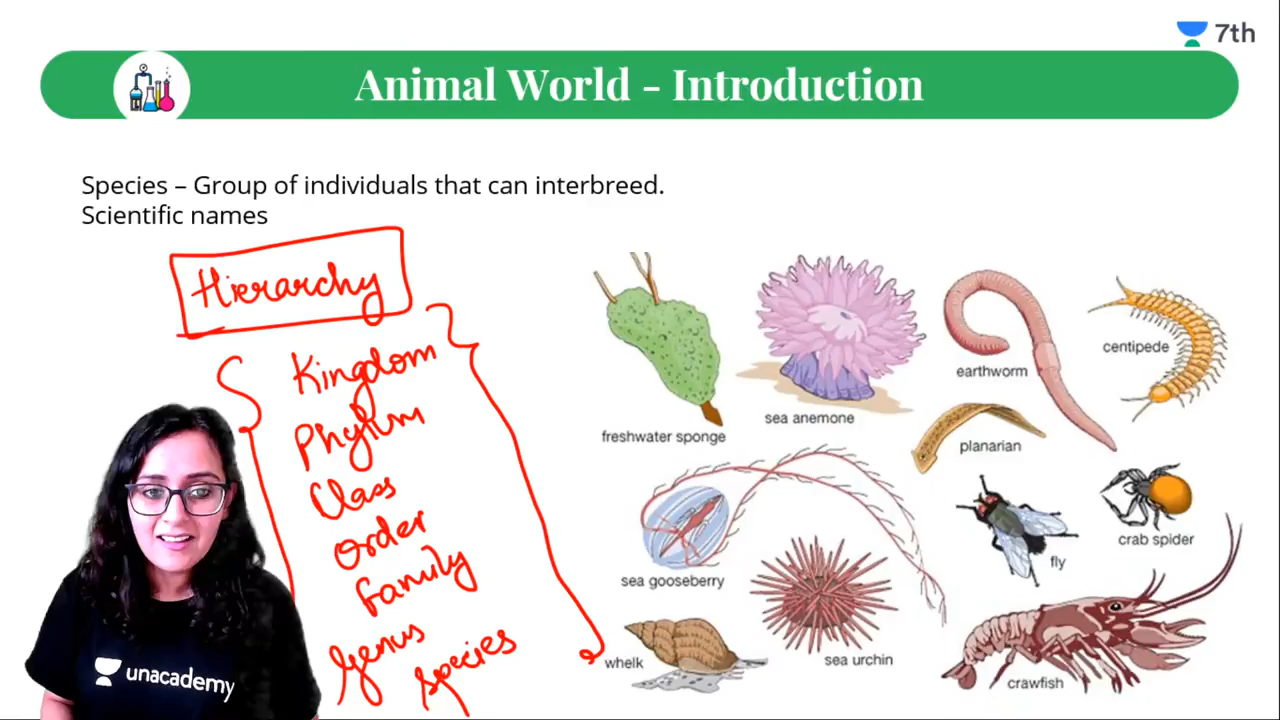 7th
Animal World - Introduction
Species – Group of individuals that can interbreed.
Scientific names
Hierarchy
Kingdom
Phylum
Class
Order
Family
Genus
Species
freshwater sponge
sea anemone
earthworm
centipede
planarian
sea gooseberry
fly
crab spider
whelk
sea urchin
crawfish
unacademy